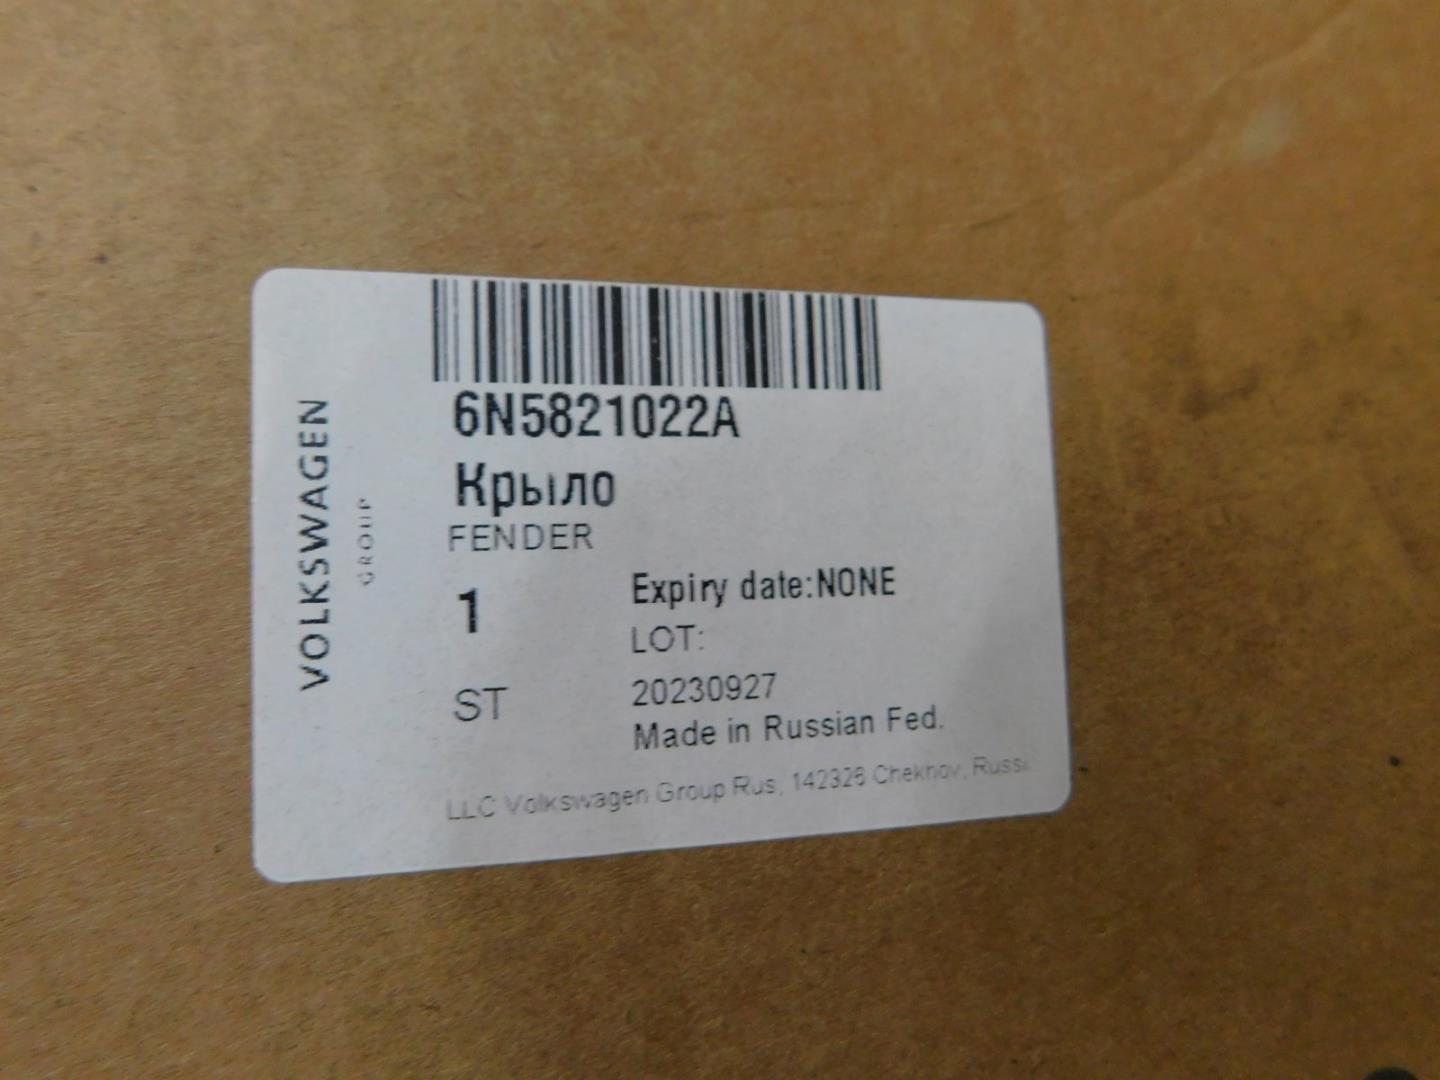 VOLKSWAGEN
GROUP
6N5821022A
Крыло
FENDER
1
Expiry date:NONE
LOT:
ST
20230927
Made in Russian Fed.
LLC Volkswagen Group Rus, 142326 Chekhov,